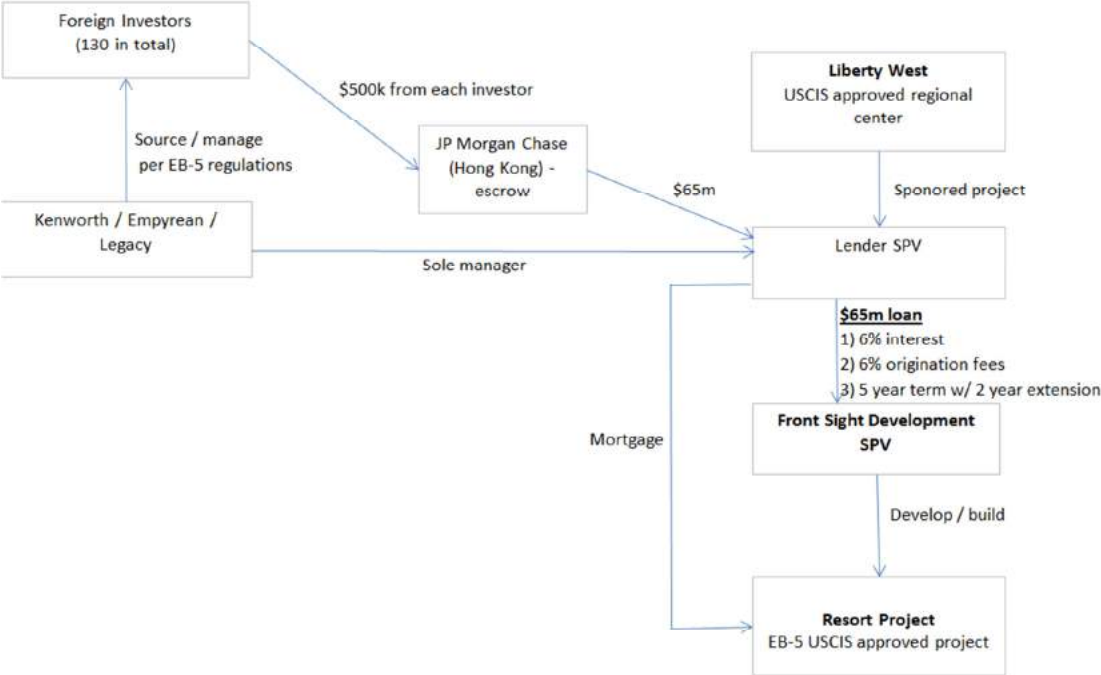 Foreign Investors
(130 in total)
$500k from each investor
Liberty West
USCIS approved regional
center
Source / manage
per EB-5 regulations
JP Morgan Chase
(Hong Kong) -
escrow
$65m
Sponored project
Kenworth / Empyrean /
Legacy
Sole manager
Lender SPV
$65m loan
1) 6% interest
2) 6% origination fees
3) 5 year term w/ 2 year extension
Mortgage
Front Sight Development
SPV
Develop / build
Resort Project
EB-5 USCIS approved project